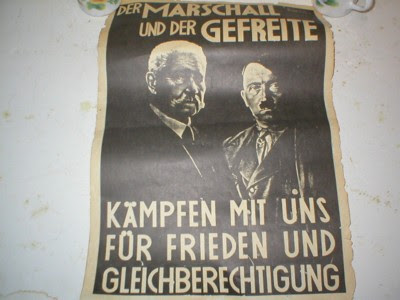 DER MARSCHALL
UND DER GEFREITE
KÄMPFEN MIT UNS
FÜR FRIEDEN UND
GLEICHBERECHTIGUNG